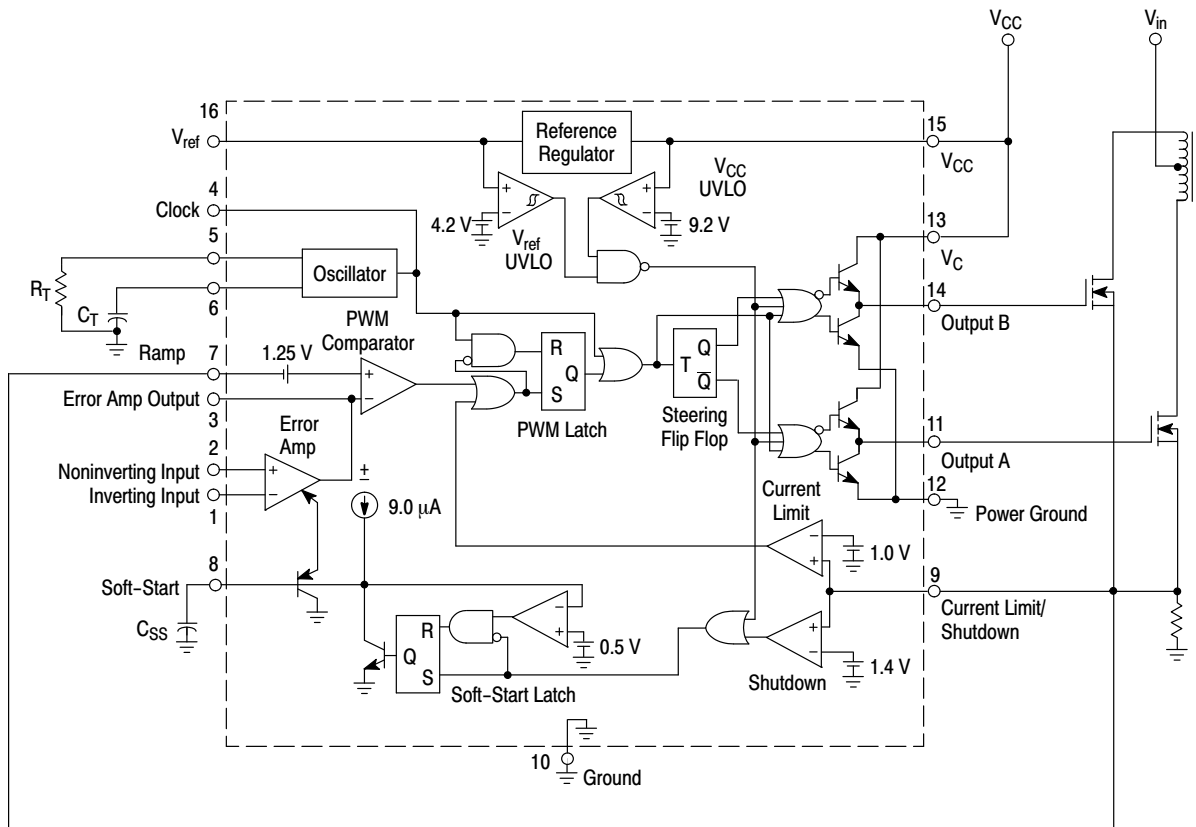 VCC
Vin
16
Vref
Reference
Regulator
15
VCC
VCC
UVLO
4
Clock
4.2 V
Vref
UVLO
9.2 V
13
VC
5
RT
Oscillator
CT
6
14
Output B
PWM
Comparator
Ramp
7
1.25 V
R
Q
S
PWM Latch
T
Q
Q
Steering
Flip Flop
Error Amp Output
3
Error
Amp
2
Noninverting Input
Inverting Input
1
+
−
+
−
+
−
+
−
±
9.0 µA
11
Output A
12
Power Ground
Current
Limit
−
+
1.0 V
8
Soft−Start
CSS
9
Current Limit/
Shutdown
−
+
0.5 V
R
Q
S
Soft−Start Latch
+
−
1.4 V
Shutdown
10
Ground